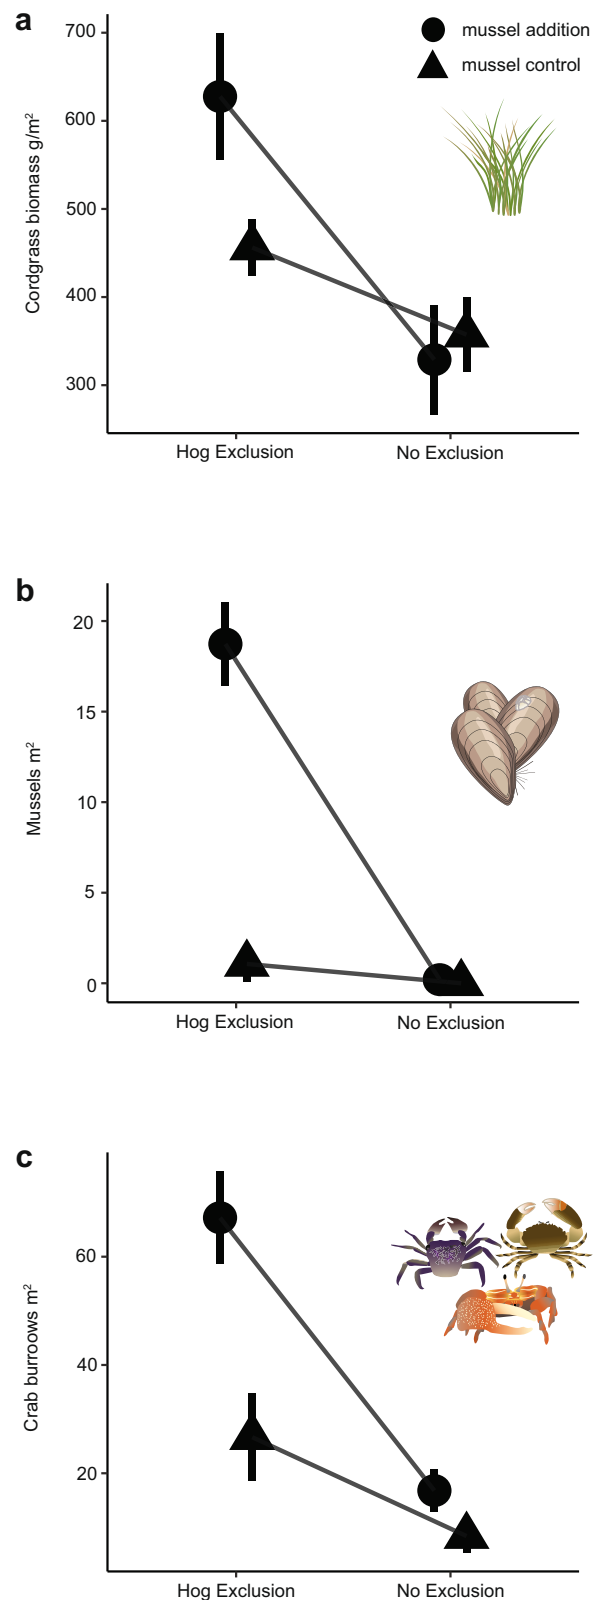 a
mussel addition
mussel control
Cordgrass biomass g/m²
700
600
500
400
300
Hog Exclusion No Exclusion
b
Mussels m²
20
15
10
5
0
Hog Exclusion No Exclusion
c
Crab burroows m²
60
40
20
Hog Exclusion No Exclusion